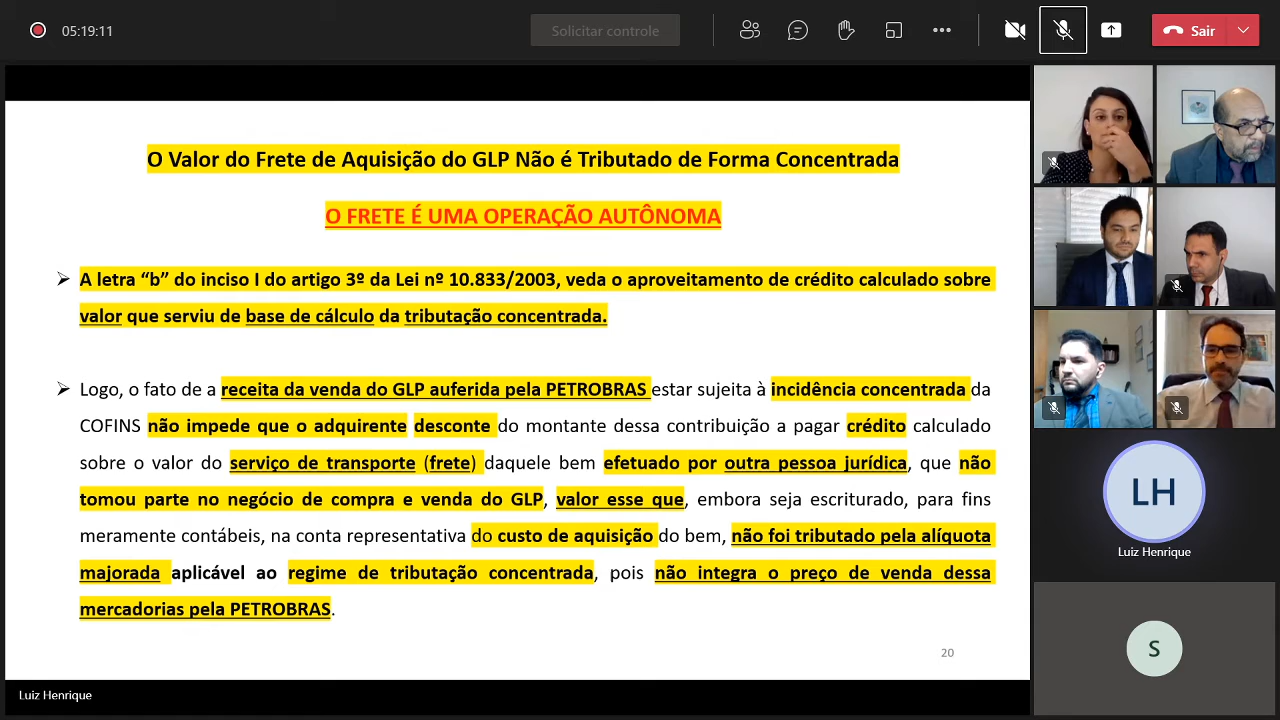 05:19:11
Solicitar controle
Sair
O Valor do Frete de Aquisição do GLP Não é Tributado de Forma Concentrada
O FRETE É UMA OPERAÇÃO AUTÔNOMA
A letra “b” do inciso I do artigo 3º da Lei nº 10.833/2003, veda o aproveitamento de crédito calculado sobre
valor que serviu de base de cálculo da tributação concentrada.
Logo, o fato de a receita da venda do GLP auferida pela PETROBRAS estar sujeita à incidência concentrada da
COFINS não impede que o adquirente desconte do montante dessa contribuição a pagar crédito calculado
sobre o valor do serviço de transporte (frete) daquele bem efetuado por outra pessoa jurídica, que não
tomou parte no negócio de compra e venda do GLP, valor esse que, embora seja escriturado, para fins
meramente contábeis, na conta representativa do custo de aquisição do bem, não foi tributado pela alíquota
majorada aplicável ao regime de tributação concentrada, pois não integra o preço de venda dessa
mercadorias pela PETROBRAS.
20
Luiz Henrique
LH
Luiz Henrique
S